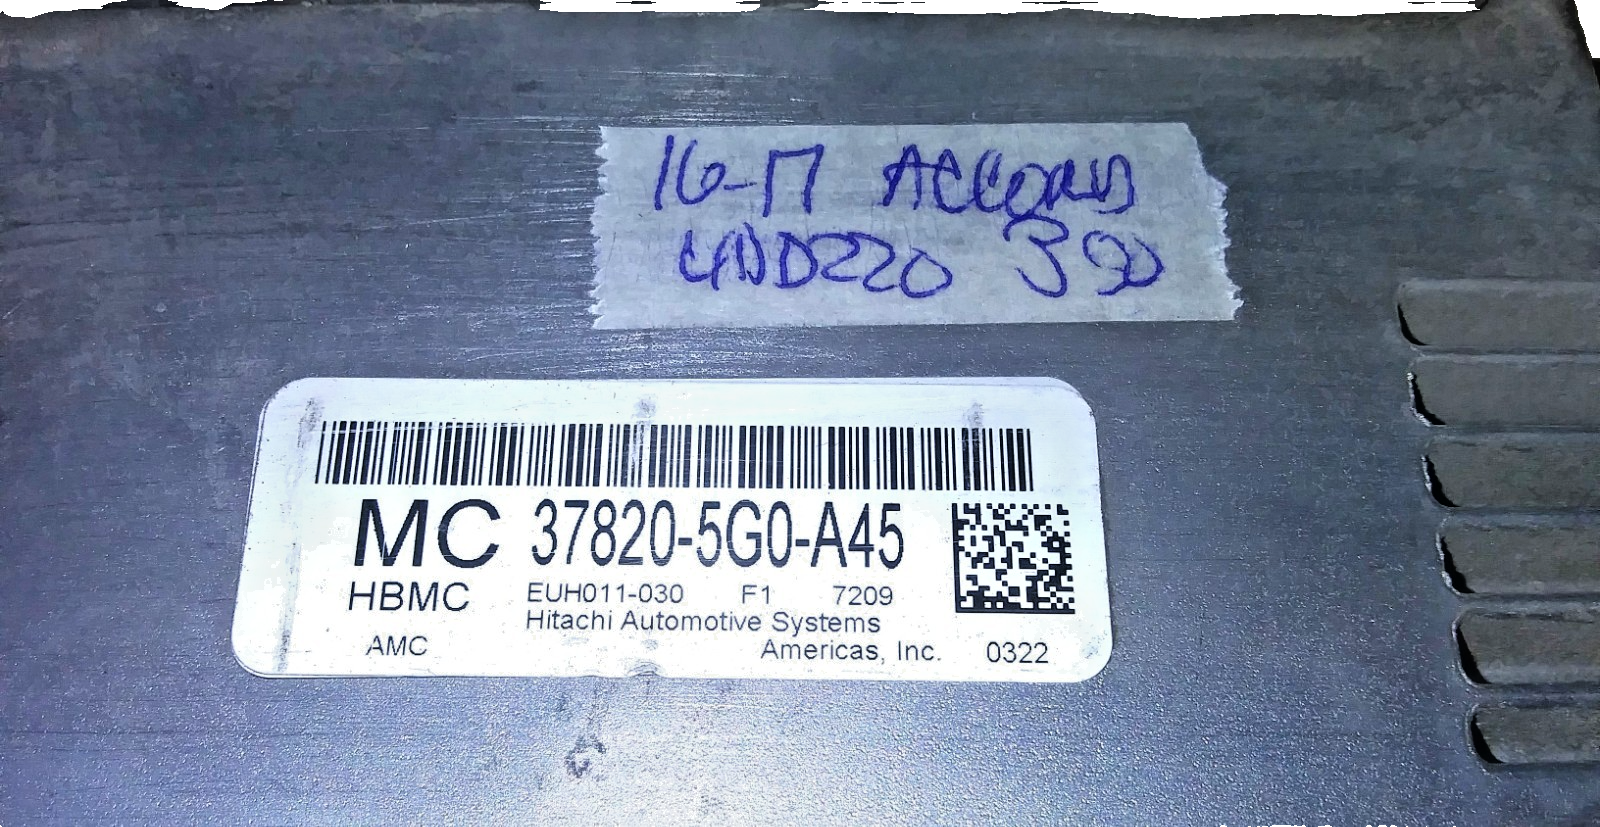 16-17 ACCORD
4ND220 390
MC 37820-5G0-A45
HBMC EUH011-030 F1 7209
Hitachi Automotive Systems
AMC Americas, Inc. 0322